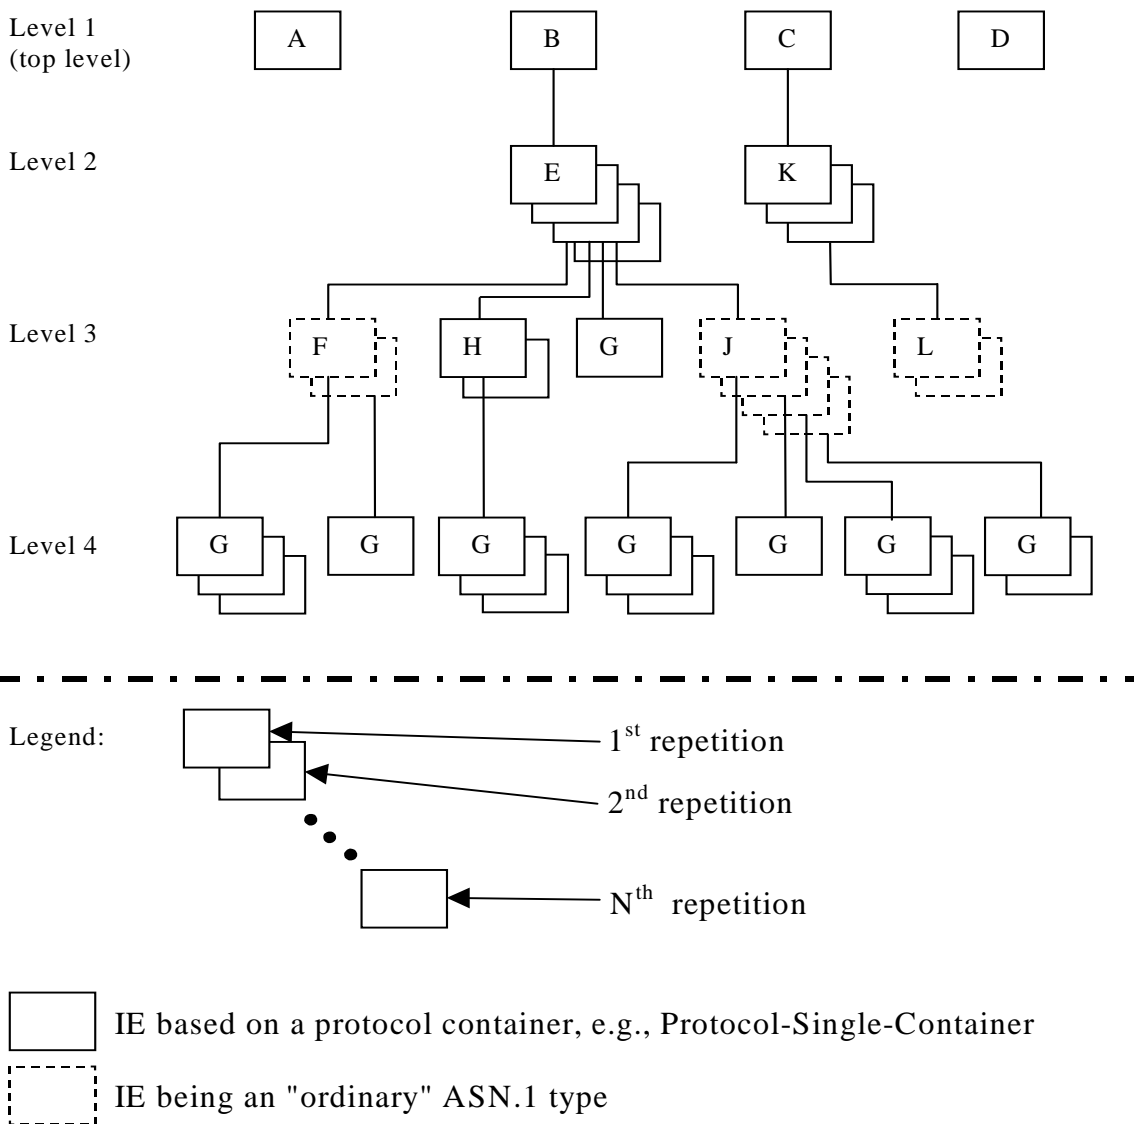 Level 1
(top level)
A B C D
Level 2
E K
Level 3
F H G J L
Level 4
G G G G G G G
Legend:
1st repetition
2nd repetition
Nth repetition
IE based on a protocol container, e.g., Protocol-Single-Container
IE being an "ordinary" ASN.1 type